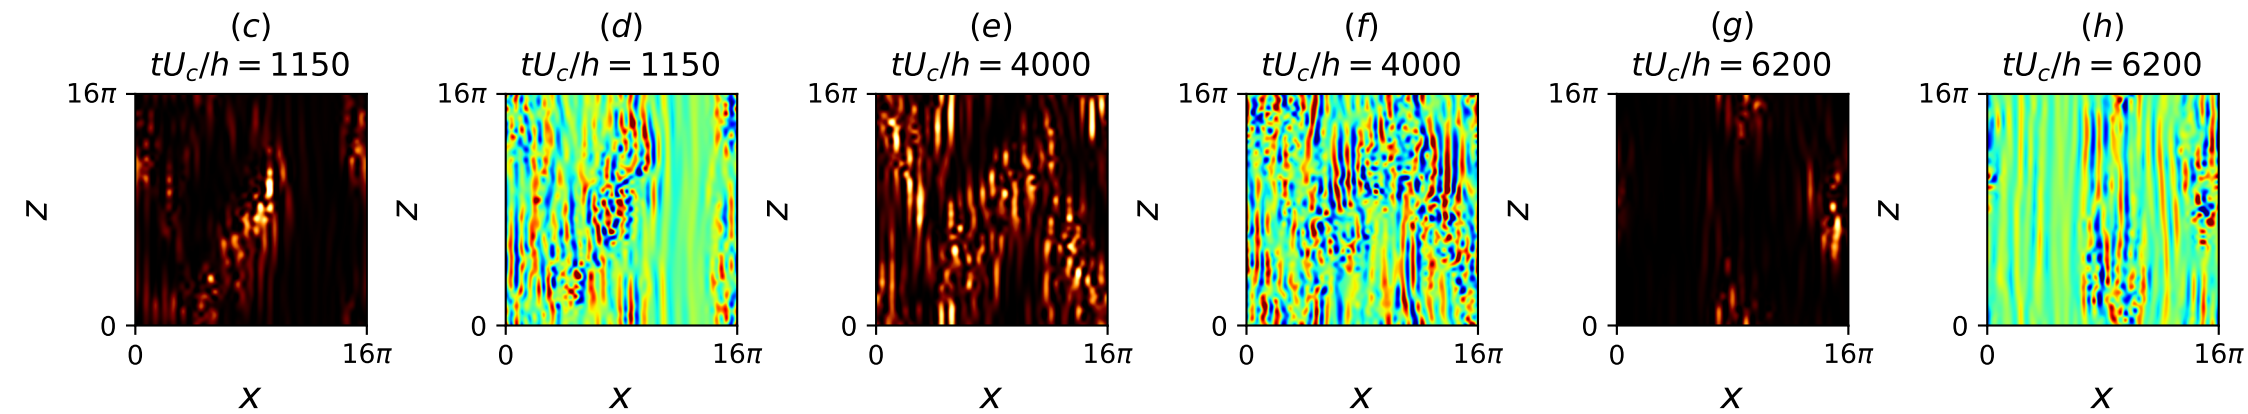 (c) (d) (e) (f) (g) (h)
tU_c/h = 1150 tU_c/h = 1150 tU_c/h = 4000 tU_c/h = 4000 tU_c/h = 6200 tU_c/h = 6200
16π 16π 16π 16π 16π 16π
z z z z z z
0 0 0 0 0 0
0 16π 0 16π 0 16π 0 16π 0 16π 0 16π
x x x x x x